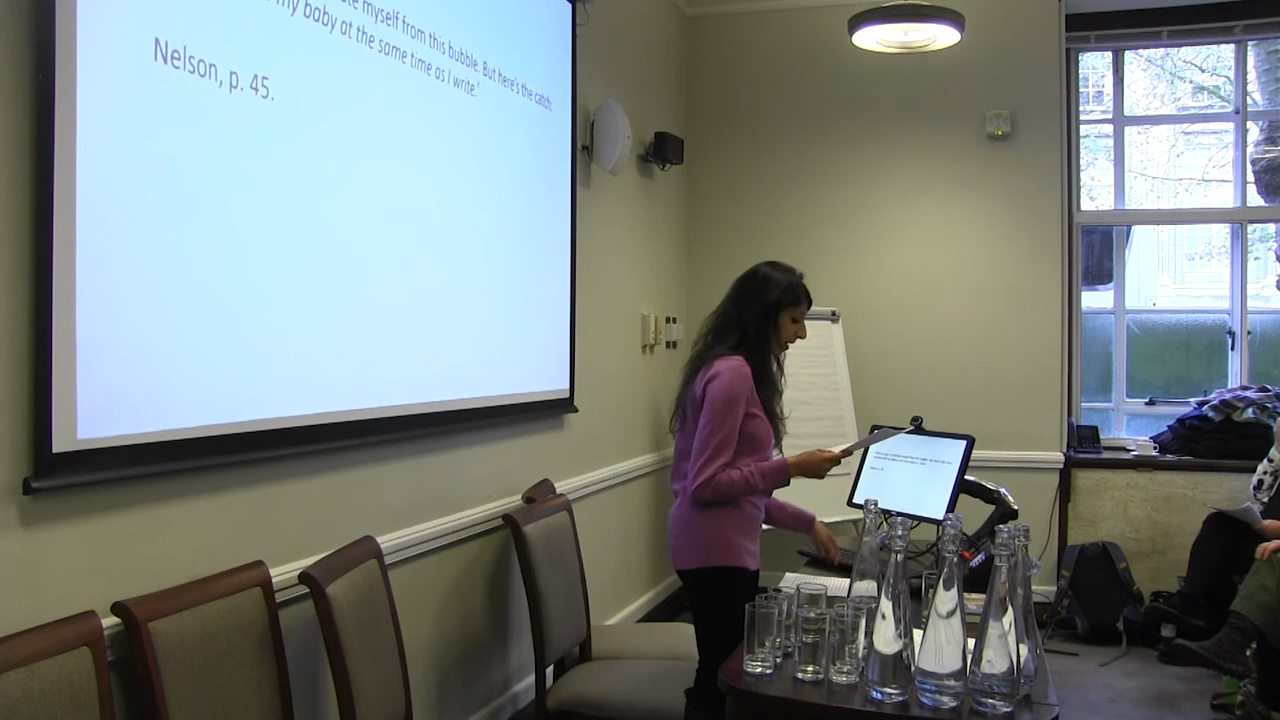 myself from this bubble. But here's the catch:
my baby at the same time as I write.'
Nelson, p. 45.